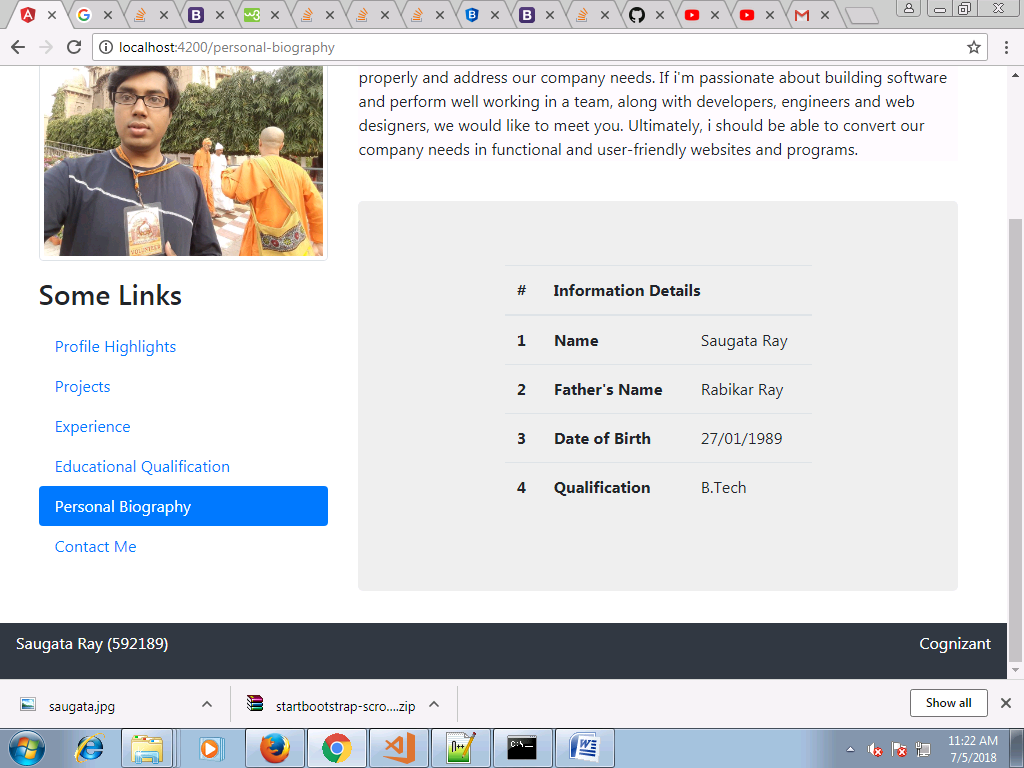 localhost:4200/personal-biography
properly and address our company needs. If i'm passionate about building software
and perform well working in a team, along with developers, engineers and web
designers, we would like to meet you. Ultimately, i should be able to convert our
company needs in functional and user-friendly websites and programs.
VOLUNTEER
Some Links
Profile Highlights
Projects
Experience
Educational Qualification
Personal Biography
Contact Me
# Information Details
1 Name Saugata Ray
2 Father's Name Rabikar Ray
3 Date of Birth 27/01/1989
4 Qualification B.Tech
Saugata Ray (592189) Cognizant
saugata.jpg startbootstrap-scro....zip Show all
11:22 AM
7/5/2018